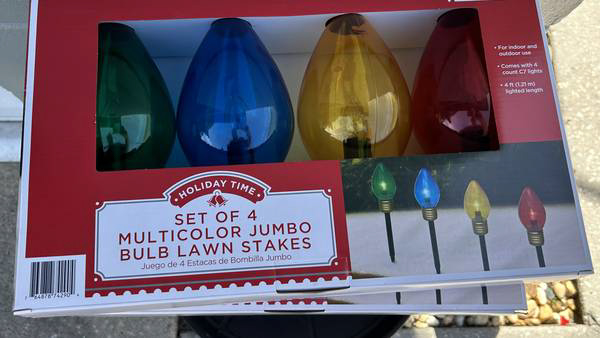 • For indoor and
outdoor use
• Comes with 4
count C7 lights
• 4 ft (1.21 m)
lighted length
HOLIDAY TIME
SET OF 4
MULTICOLOR JUMBO
BULB LAWN STAKES
Juego de 4 Estacas de Bombilla Jumbo